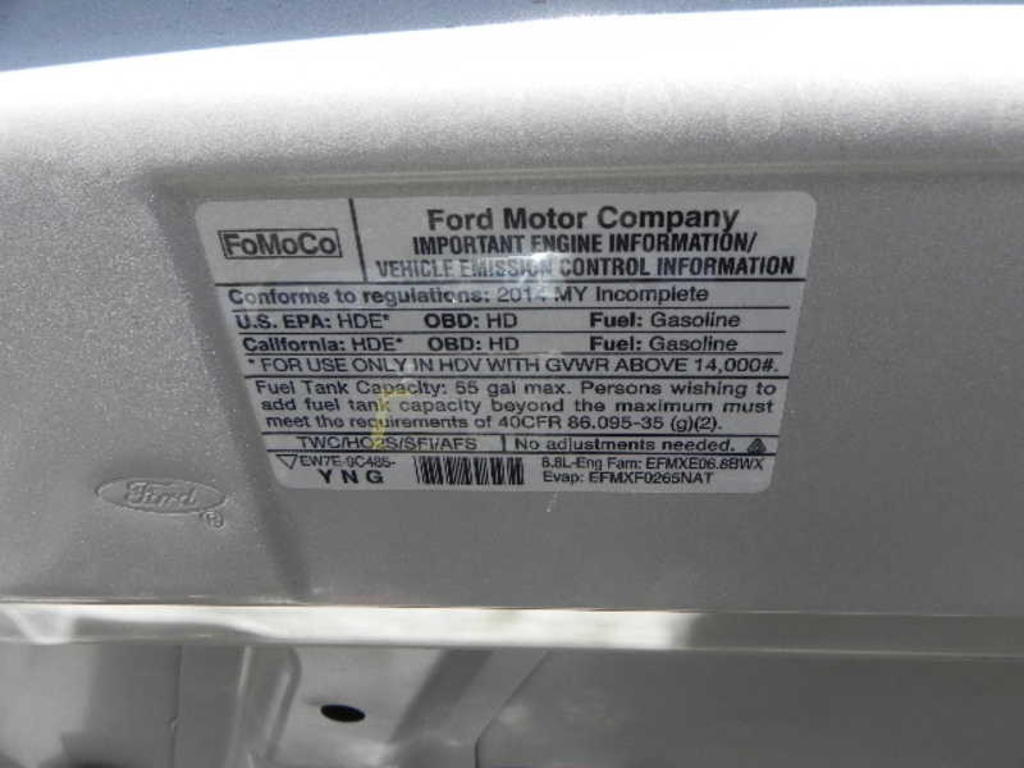 FoMoCo
Ford Motor Company
IMPORTANT ENGINE INFORMATION/
VEHICLE EMISSION CONTROL INFORMATION
Conforms to regulations: 2014 MY Incomplete
U.S. EPA: HDE* OBD: HD Fuel: Gasoline
California: HDE* OBD: HD Fuel: Gasoline
* FOR USE ONLY IN HDV WITH GVWR ABOVE 14,000#.
Fuel Tank Capacity: 55 gal max. Persons wishing to
add fuel tank capacity beyond the maximum must
meet the requirements of 40CFR 86.095-35 (g)(2).
TWC/HO2S/SFI/AFS No adjustments needed.
EW7E-9C485-
YNG
6.8L-Eng Fam: EFMXE06.8BWX
Evap: EFMXF0265NAT
Ford ®